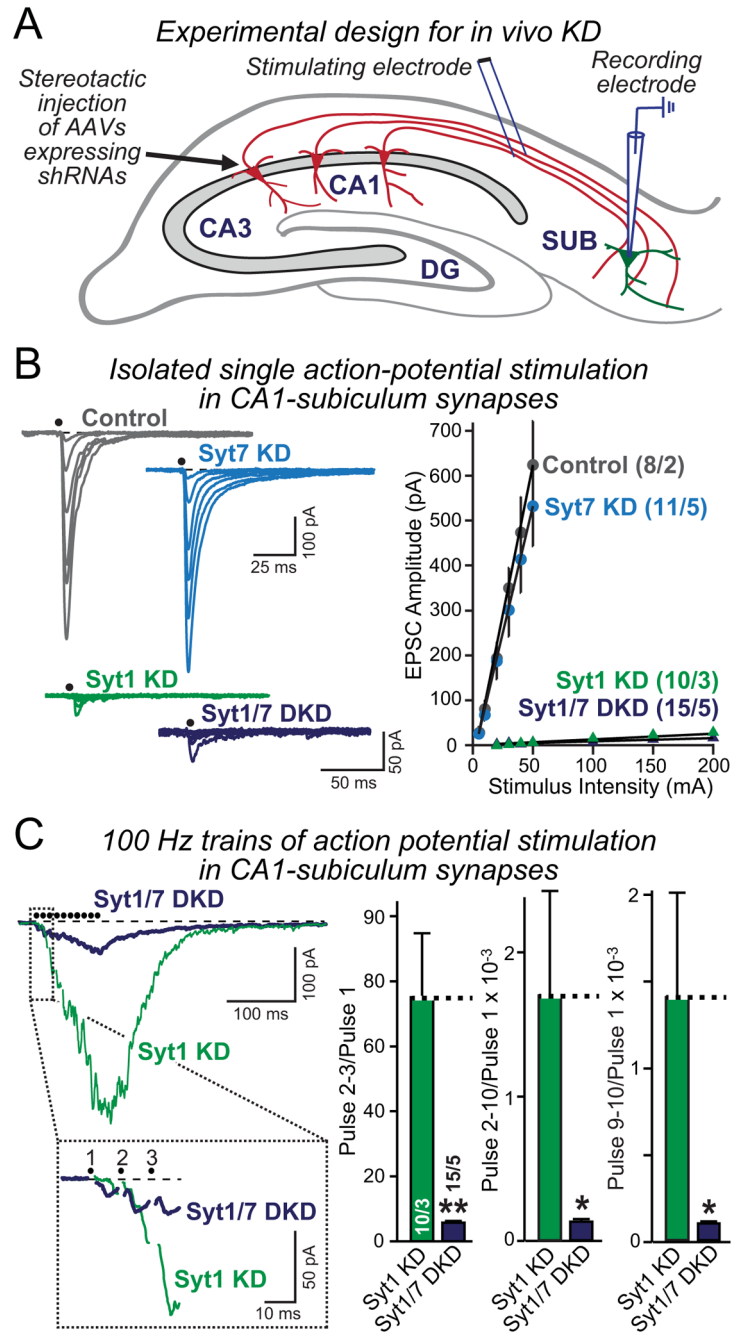 A
Experimental design for in vivo KD
Stereotactic
injection
of AAVs
expressing
shRNAs
Stimulating electrode
Recording
electrode
CA1
CA3
SUB
DG
B
Isolated single action-potential stimulation
in CA1-subiculum synapses
Control
Syt7 KD
100 pA
25 ms
Syt1 KD
Syt1/7 DKD
50 pA
50 ms
EPSC Amplitude (pA)
700
600
500
400
300
200
100
0
Control (8/2)
Syt7 KD (11/5)
Syt1 KD (10/3)
Syt1/7 DKD (15/5)
0 50 100 150 200
Stimulus Intensity (mA)
C
100 Hz trains of action potential stimulation
in CA1-subiculum synapses
Syt1/7 DKD
100 pA
100 ms
Syt1 KD
1 2 3
Syt1/7 DKD
Syt1 KD
50 pA
10 ms
Pulse 2-3/Pulse 1
90
80
60
40
20
0
10/3
15/5
**
Syt1 KD
Syt1/7 DKD
Pulse 2-10/Pulse 1 x 10-3
2
1
0
*
Syt1 KD
Syt1/7 DKD
Pulse 9-10/Pulse 1 x 10-3
2
1
0
*
Syt1 KD
Syt1/7 DKD